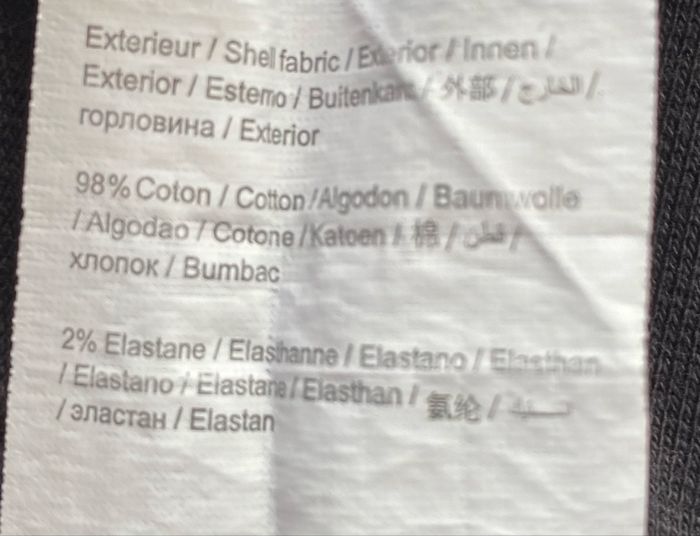 Exterieur / Shell fabric / Exterior / Innen /
Exterior / Esterno / Buitenkant / 外部 / الخارج /
горловина / Exterior
98% Coton / Cotton / Algodon / Baumwolle
/ Algodao / Cotone / Katoen / 棉 / قطن /
хлопок / Bumbac
2% Elastane / Elasthanne / Elastano / Elasthan
/ Elastano / Elastane / Elasthan / 氨纶 /
/ эластан / Elastan